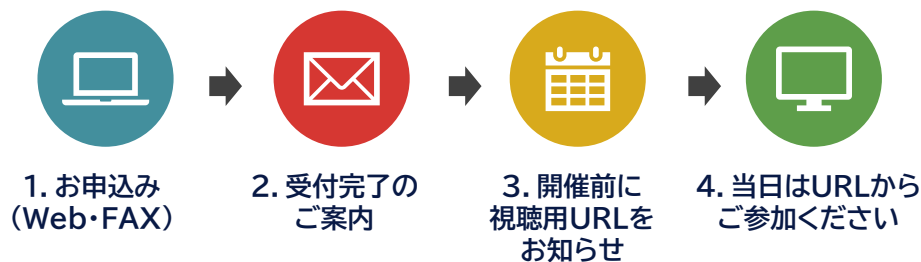 1. お申込み
（Web・FAX）
2. 受付完了の
ご案内
3. 開催前に
視聴用URLを
お知らせ
4. 当日はURLから
ご参加ください